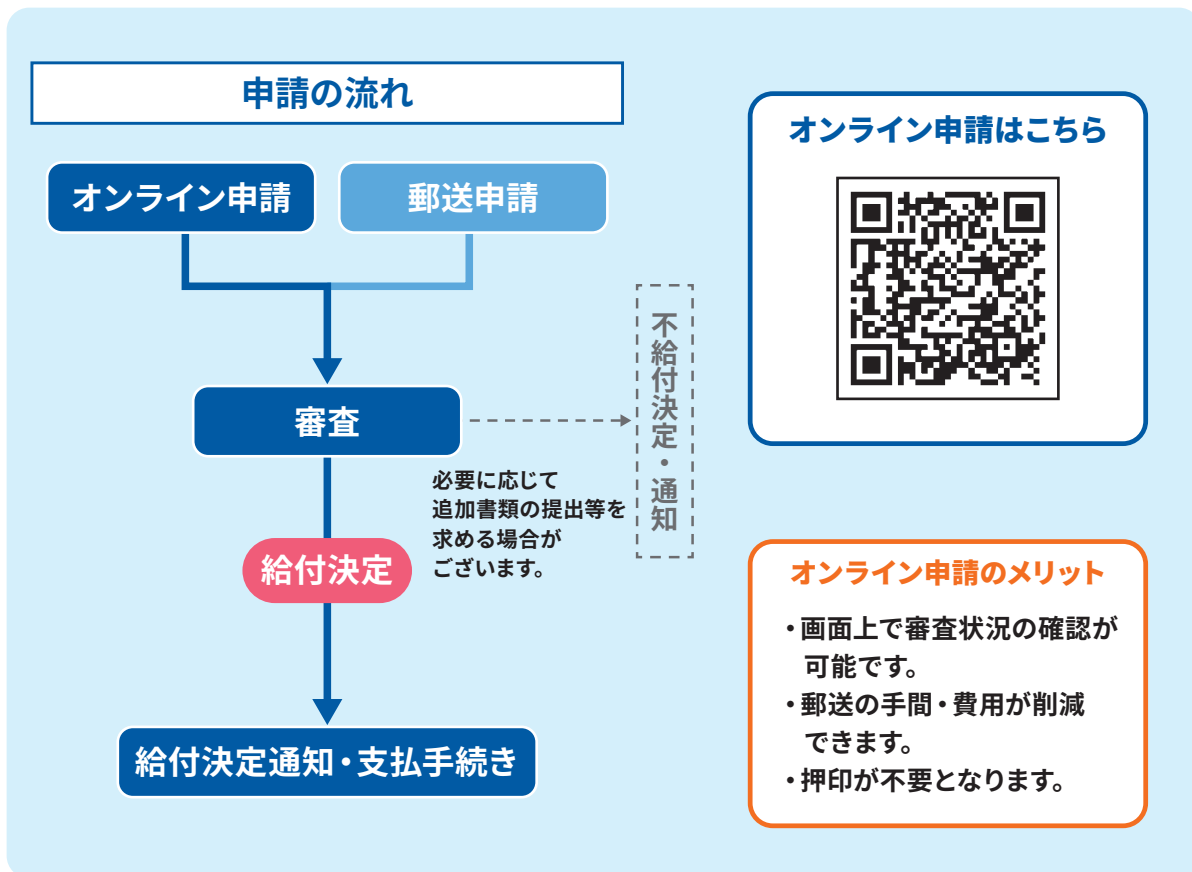 申請の流れ
オンライン申請
郵送申請
審査
必要に応じて
追加書類の提出等を
求める場合が
ございます。
不給付決定・通知
給付決定
給付決定通知・支払手続き
オンライン申請はこちら
オンライン申請のメリット
・画面上で審査状況の確認が
可能です。
・郵送の手間・費用が削減
できます。
・押印が不要となります。